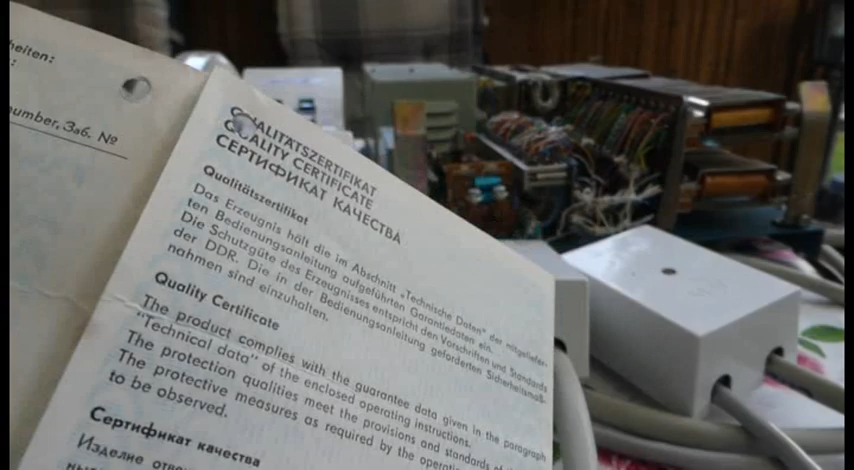 heiten:
:
number, Заб. №
QUALITÄTSZERTIFIKAT
QUALITY CERTIFICATE
СЕРТИФИКАТ КАЧЕСТВА
Qualitätszertifikat
Das Erzeugnis hält die im Abschnitt „Technische Daten" der mitgeliefer-
ten Bedienungsanleitung aufgeführten Garantiedaten ein.
Die Schutzgüte des Erzeugnisses entspricht den Vorschriften und Standards
der DDR. Die in der Bedienungsanleitung geforderten Sicherheitsmaß-
nahmen sind einzuhalten.
Quality Certificate
The product complies with the guarantee data given in the paragraph
"Technical data" of the enclosed operating instructions.
The protection qualities meet the provisions and standards of
The protective measures as required by the
to be observed.
Сертификат качества
Изделие